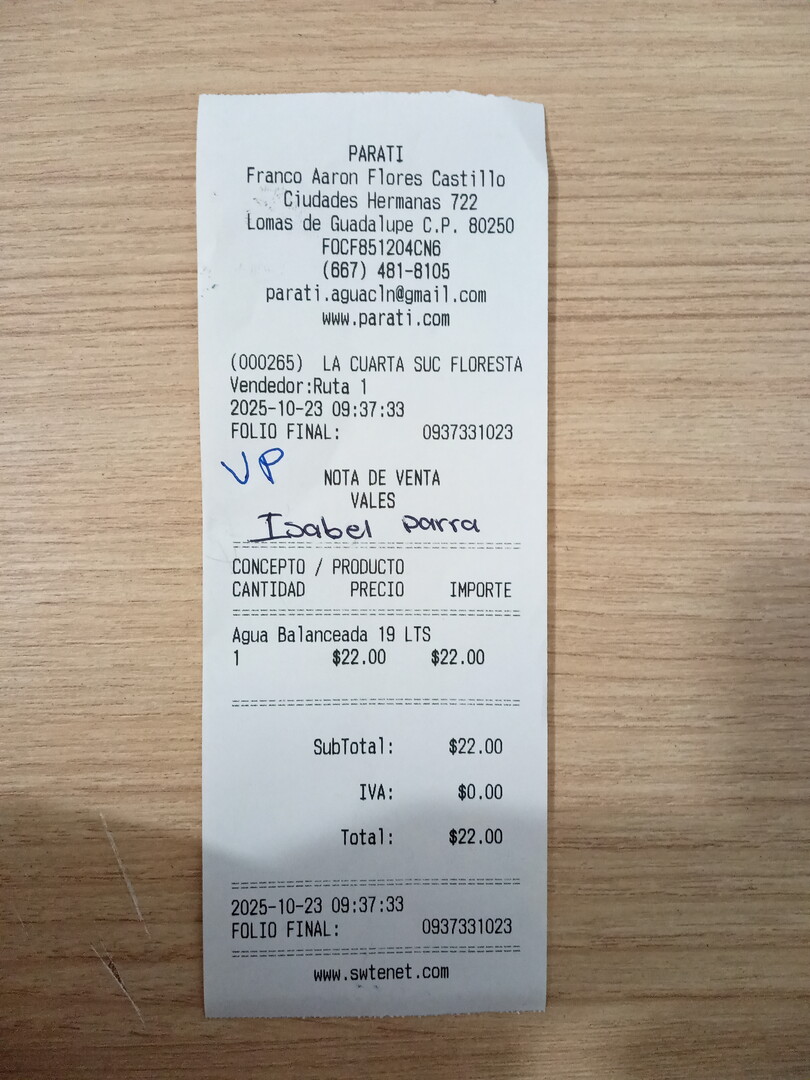 PARATI
Franco Aaron Flores Castillo
Ciudades Hermanas 722
Lomas de Guadalupe C.P. 80250
FOCF851204CN6
(667) 481-8105
parati.aguacln@gmail.com
www.parati.com
(000265) LA CUARTA SUC FLORESTA
Vendedor:Ruta 1
2025-10-23 09:37:33
FOLIO FINAL: 0937331023
VP
NOTA DE VENTA
VALES
Isabel parra
CONCEPTO / PRODUCTO
CANTIDAD PRECIO IMPORTE
Agua Balanceada 19 LTS
1 $22.00 $22.00
SubTotal: $22.00
IVA: $0.00
Total: $22.00
2025-10-23 09:37:33
FOLIO FINAL: 0937331023
www.swtenet.com